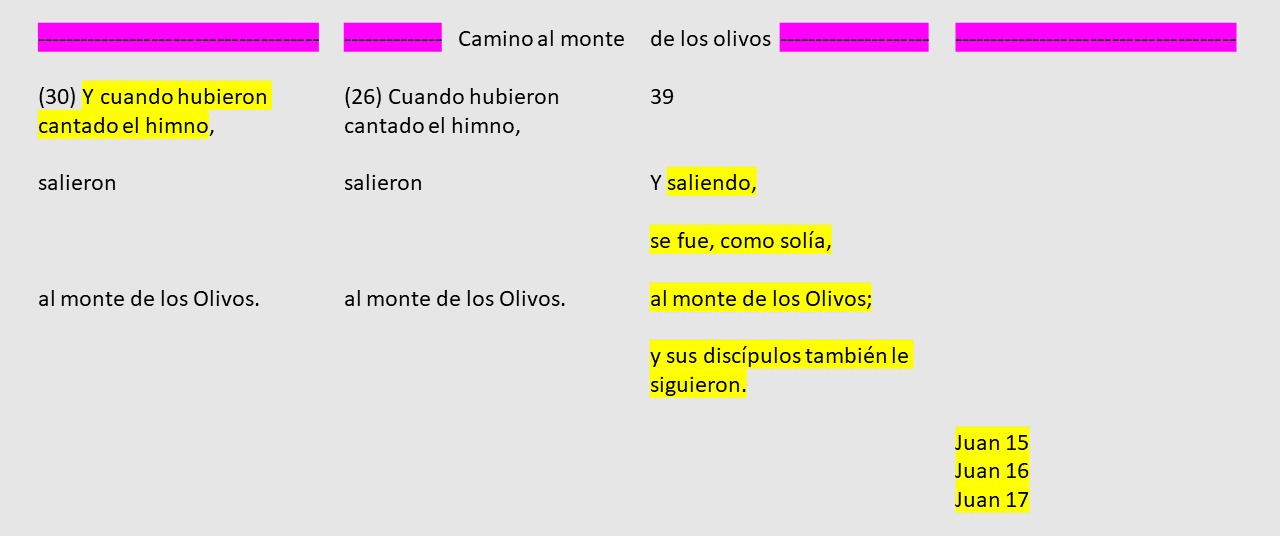 ------------------------------------- ------------- Camino al monte de los olivos ------------------- -------------------------------------
(30) Y cuando hubieron
cantado el himno,
salieron
al monte de los Olivos.
(26) Cuando hubieron
cantado el himno,
salieron
al monte de los Olivos.
39
Y saliendo,
se fue, como solía,
al monte de los Olivos;
y sus discípulos también le
siguieron.
Juan 15
Juan 16
Juan 17